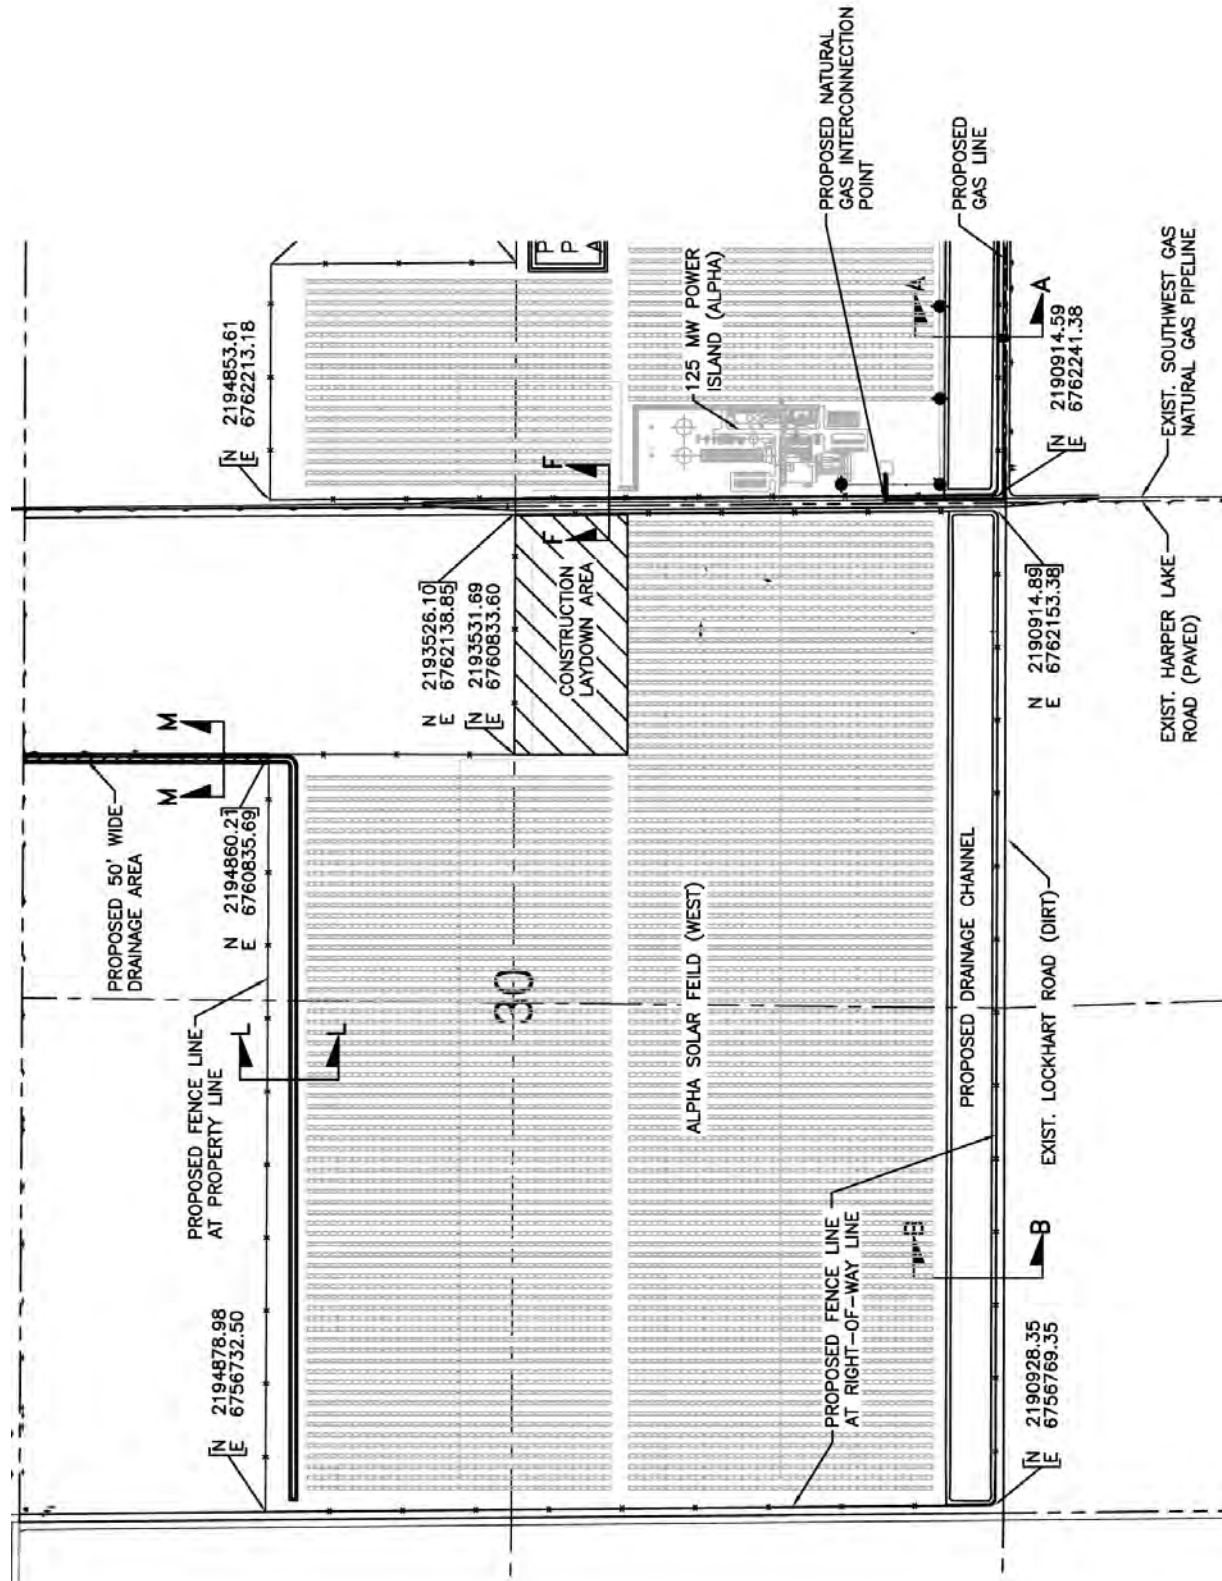 PROPOSED 50' WIDE
DRAINAGE AREA
PROPOSED FENCE LINE
AT PROPERTY LINE
N 2194878.98
E 6756732.50
N 2194860.21
E 6760835.69
M
M
L
L
N 2194853.61
E 6762213.18
N 2193526.10
E 6762138.85
N 2193531.69
E 6760833.60
CONSTRUCTION
LAYDOWN AREA
F
F
P
P
A
30
125 MW POWER
ISLAND (ALPHA)
ALPHA SOLAR FEILD (WEST)
PROPOSED NATURAL
GAS INTERCONNECTION
POINT
PROPOSED
GAS LINE
PROPOSED FENCE LINE
AT RIGHT-OF-WAY LINE
PROPOSED DRAINAGE CHANNEL
A
A
B
B
N 2190928.35
E 6756769.35
EXIST. LOCKHART ROAD (DIRT)
N 2190914.89
E 6762153.38
N 2190914.59
E 6762241.38
EXIST. HARPER LAKE
ROAD (PAVED)
EXIST. SOUTHWEST GAS
NATURAL GAS PIPELINE